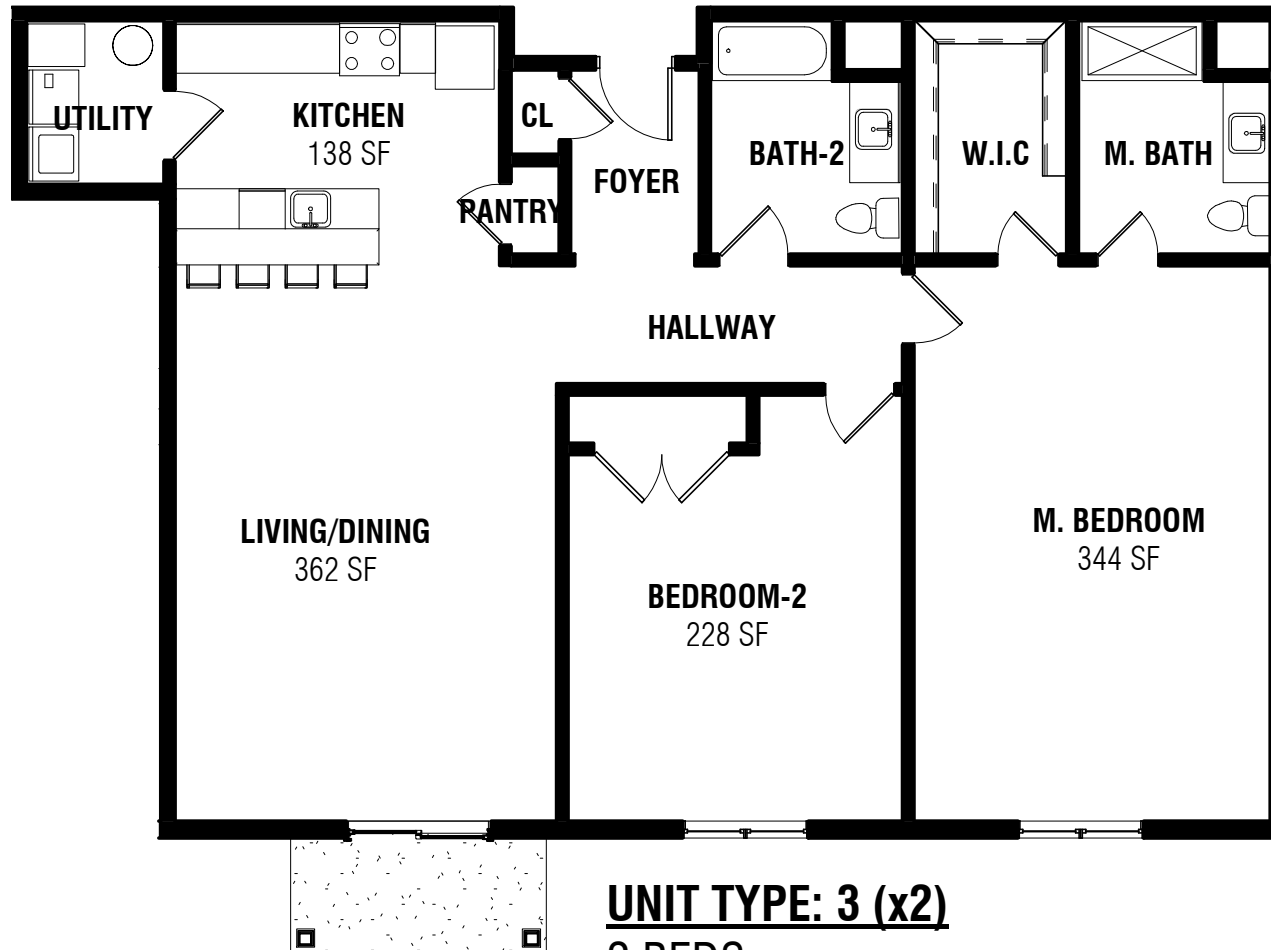 UTILITY
KITCHEN
138 SF
CL
PANTRY
FOYER
BATH-2
W.I.C
M. BATH
HALLWAY
LIVING/DINING
362 SF
BEDROOM-2
228 SF
M. BEDROOM
344 SF
UNIT TYPE: 3 (x2)
BEDS